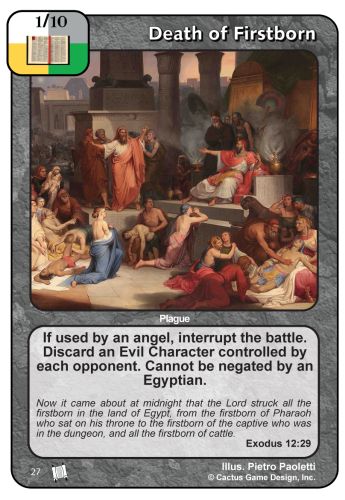 1/10
Death of Firstborn
Plague
If used by an angel, interrupt the battle.
Discard an Evil Character controlled by
each opponent. Cannot be negated by an
Egyptian.
Now it came about at midnight that the Lord struck all the
firstborn in the land of Egypt, from the firstborn of Pharaoh
who sat on his throne to the firstborn of the captive who was
in the dungeon, and all the firstborn of cattle.
Exodus 12:29
27
Illus. Pietro Paoletti
© Cactus Game Design, Inc.